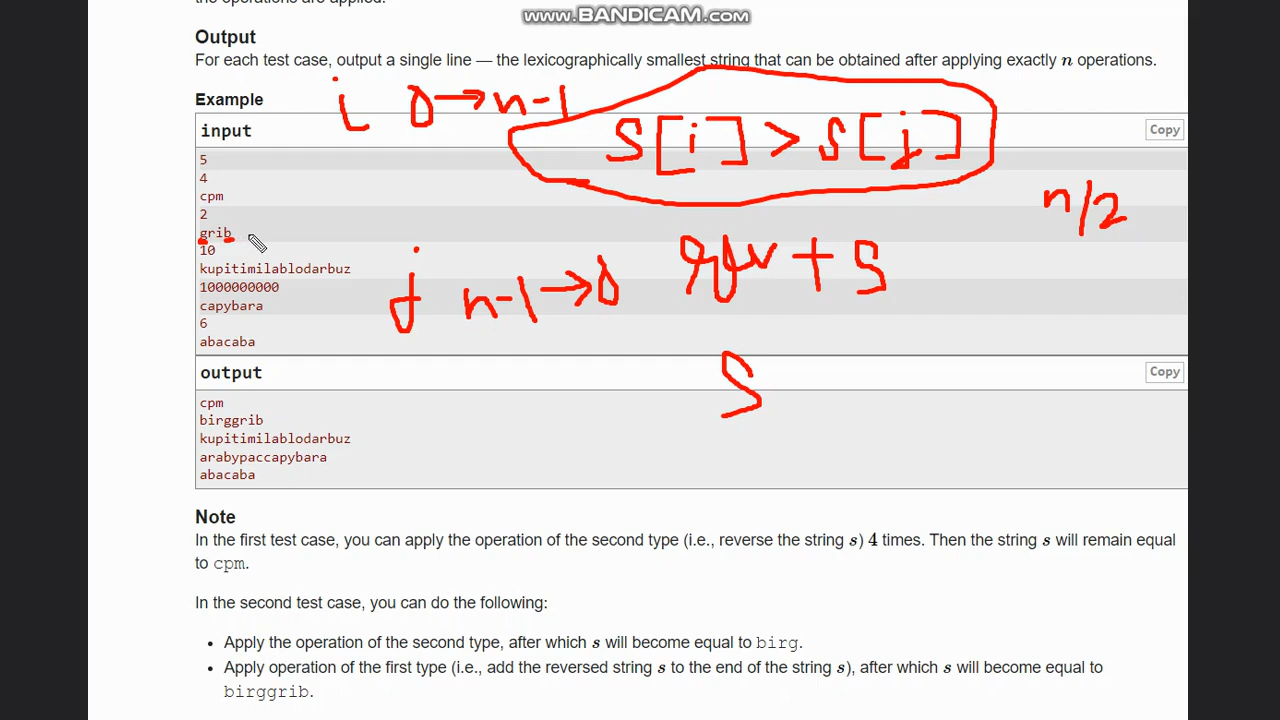 the operations are applied.
www.BANDICAM.com
Output
For each test case, output a single line — the lexicographically smallest string that can be obtained after applying exactly n operations.
Example
i 0→n-1
S[i] > S[j]
input
Copy
5
4
cpm
2
grib
10
kupitimilablodarbuz
1000000000
capybara
6
abacaba
n/2
j n-1→0
+ S
S
output
Copy
cpm
birggrib
kupitimilablodarbuz
arabypaccapybara
abacaba
Note
In the first test case, you can apply the operation of the second type (i.e., reverse the string s) 4 times. Then the string s will remain equal
to cpm.
In the second test case, you can do the following:
• Apply the operation of the second type, after which s will become equal to birg.
• Apply operation of the first type (i.e., add the reversed string s to the end of the string s), after which s will become equal to
birggrib.